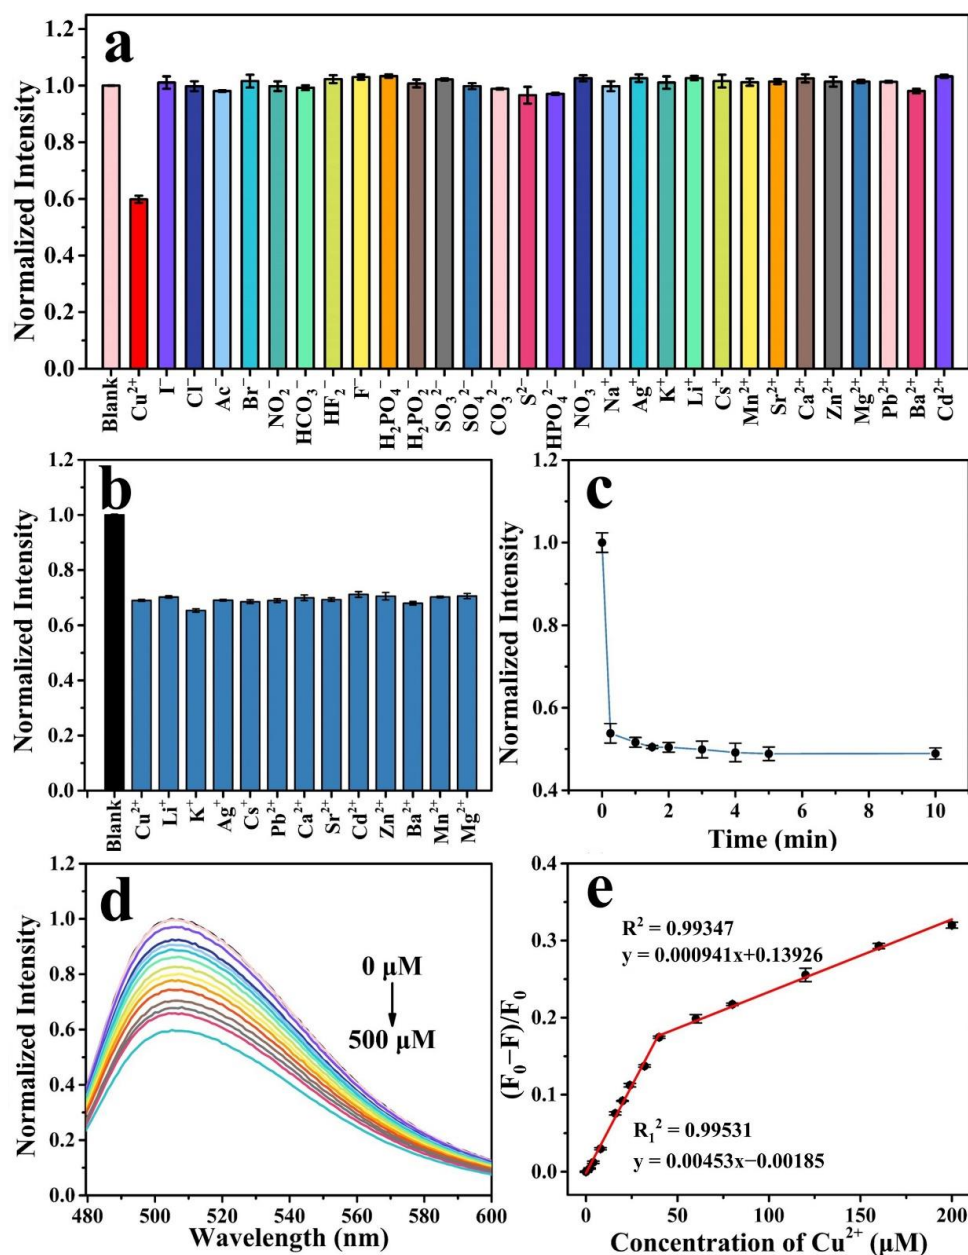 a
Normalized Intensity
1.2
1.0
0.8
0.6
0.4
0.2
0.0
Blank
Cu²⁺
I⁻
Cl⁻
Ac⁻
Br⁻
NO₂⁻
HCO₃⁻
HF₂⁻
F⁻
H₂PO₄⁻
H₂PO₂⁻
SO₃²⁻
SO₄²⁻
CO₃²⁻
S²⁻
HPO₄²⁻
NO₃⁻
Na⁺
Ag⁺
K⁺
Li⁺
Cs⁺
Mn²⁺
Sr²⁺
Ca²⁺
Zn²⁺
Mg²⁺
Pb²⁺
Ba²⁺
Cd²⁺
b
Normalized Intensity
1.2
1.0
0.8
0.6
0.4
0.2
0.0
Blank
Cu²⁺
Li⁺
K⁺
Ag⁺
Cs⁺
Pb²⁺
Ca²⁺
Sr²⁺
Cd²⁺
Zn²⁺
Ba²⁺
Mn²⁺
Mg²⁺
c
Normalized Intensity
1.2
1.0
0.8
0.6
0.4
0 2 4 6 8 10
Time (min)
d
Normalized Intensity
1.2
1.0
0.8
0.6
0.4
0.2
0.0
0 μM
500 μM
480 500 520 540 560 580 600
Wavelength (nm)
e
(F₀−F)/F₀
0.4
0.3
0.2
0.1
0.0
R² = 0.99347
y = 0.000941x+0.13926
R₁² = 0.99531
y = 0.00453x−0.00185
0 50 100 150 200
Concentration of Cu²⁺ (μM)